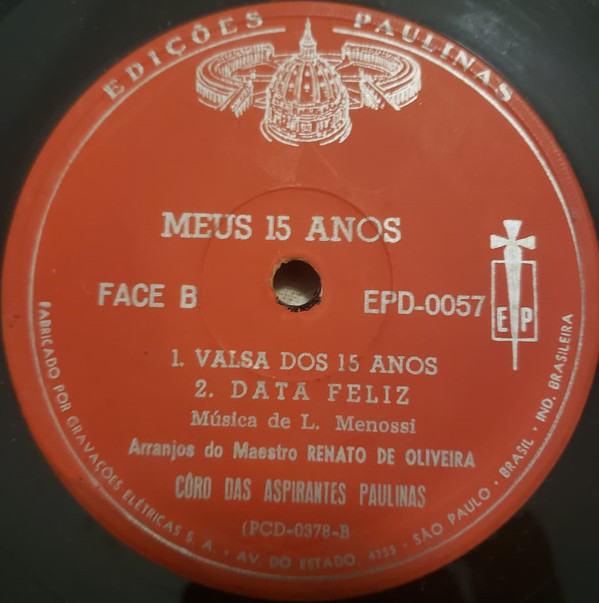 EDIÇÕES PAULINAS
MEUS 15 ANOS
FACE B
EPD-0057
EP
1. VALSA DOS 15 ANOS
2. DATA FELIZ
Música de L. Menossi
Arranjos do Maestro RENATO DE OLIVEIRA
CÔRO DAS ASPIRANTES PAULINAS
(PCD-0378-B
FABRICADO POR GRAVAÇÕES ELÉTRICAS S. A. • AV. DO ESTADO, 4755 - SÃO PAULO - BRASIL • IND. BRASILEIRA